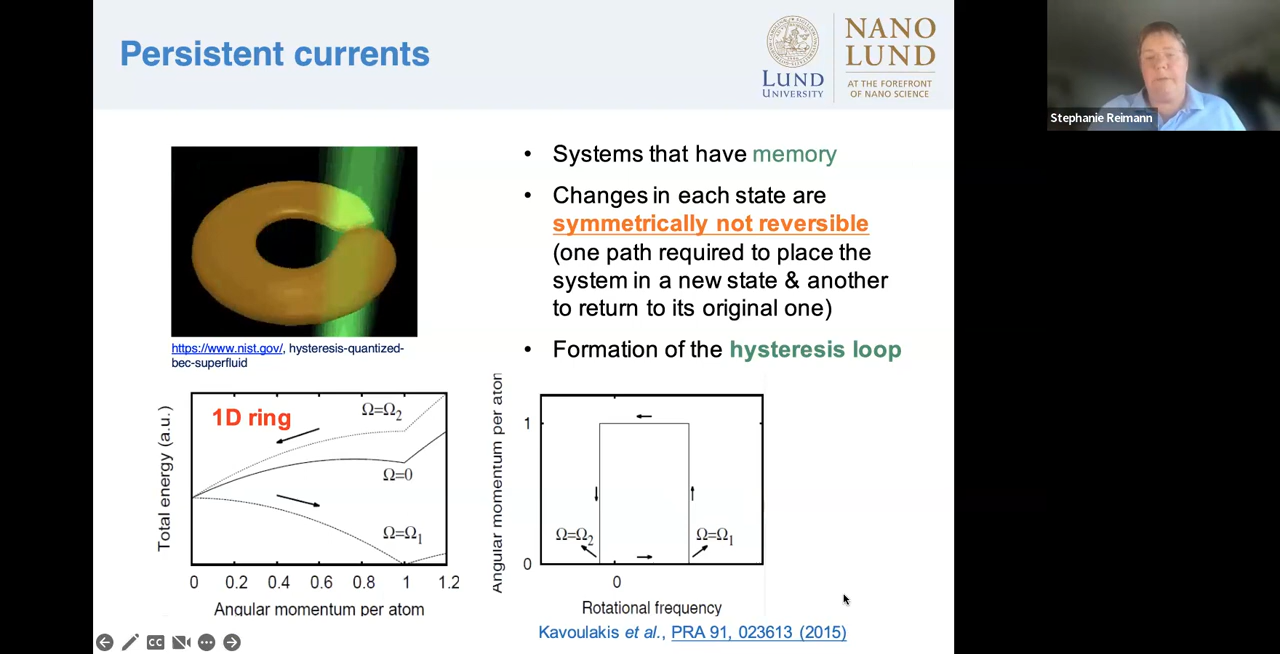 Persistent currents
LUND
UNIVERSITY
NANO
LUND
AT THE FOREFRONT
OF NANO SCIENCE
Stephanie Reimann
• Systems that have memory
• Changes in each state are
symmetrically not reversible
(one path required to place the
system in a new state & another
to return to its original one)
• Formation of the hysteresis loop
https://www.nist.gov/, hysteresis-quantized-
bec-superfluid
Total energy (a.u.)
1D ring
Ω=Ω₂
Ω=0
Ω=Ω₁
0 0.2 0.4 0.6 0.8 1 1.2
Angular momentum per atom
Angular momentum per atom
1
0
Ω=Ω₂
Ω=Ω₁
0
Rotational frequency
Kavoulakis et al., PRA 91, 023613 (2015)
CC